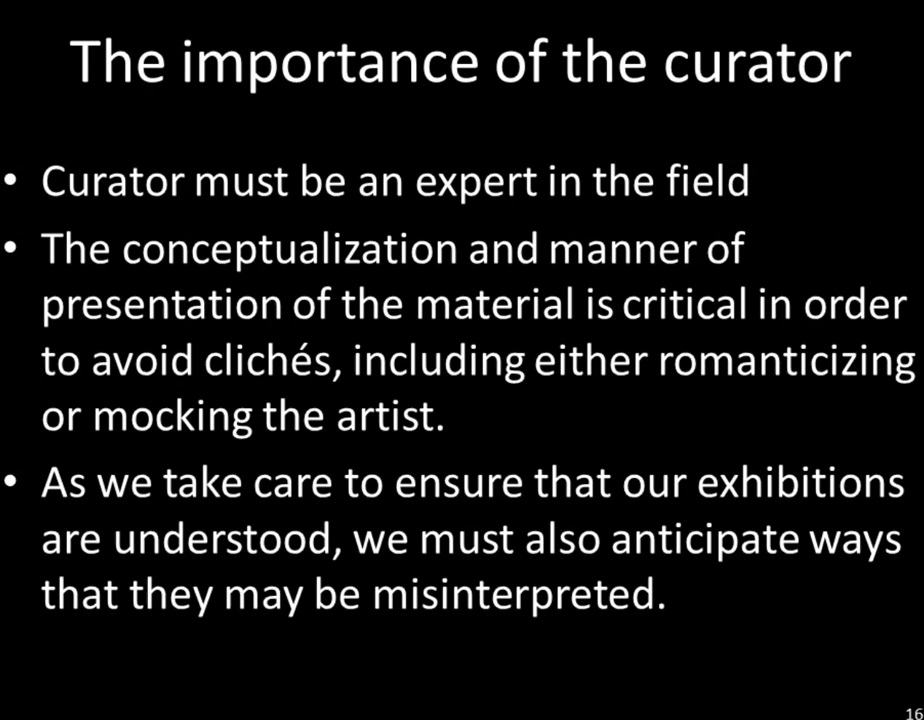 The importance of the curator
• Curator must be an expert in the field
• The conceptualization and manner of
presentation of the material is critical in order
to avoid clichés, including either romanticizing
or mocking the artist.
• As we take care to ensure that our exhibitions
are understood, we must also anticipate ways
that they may be misinterpreted.
16